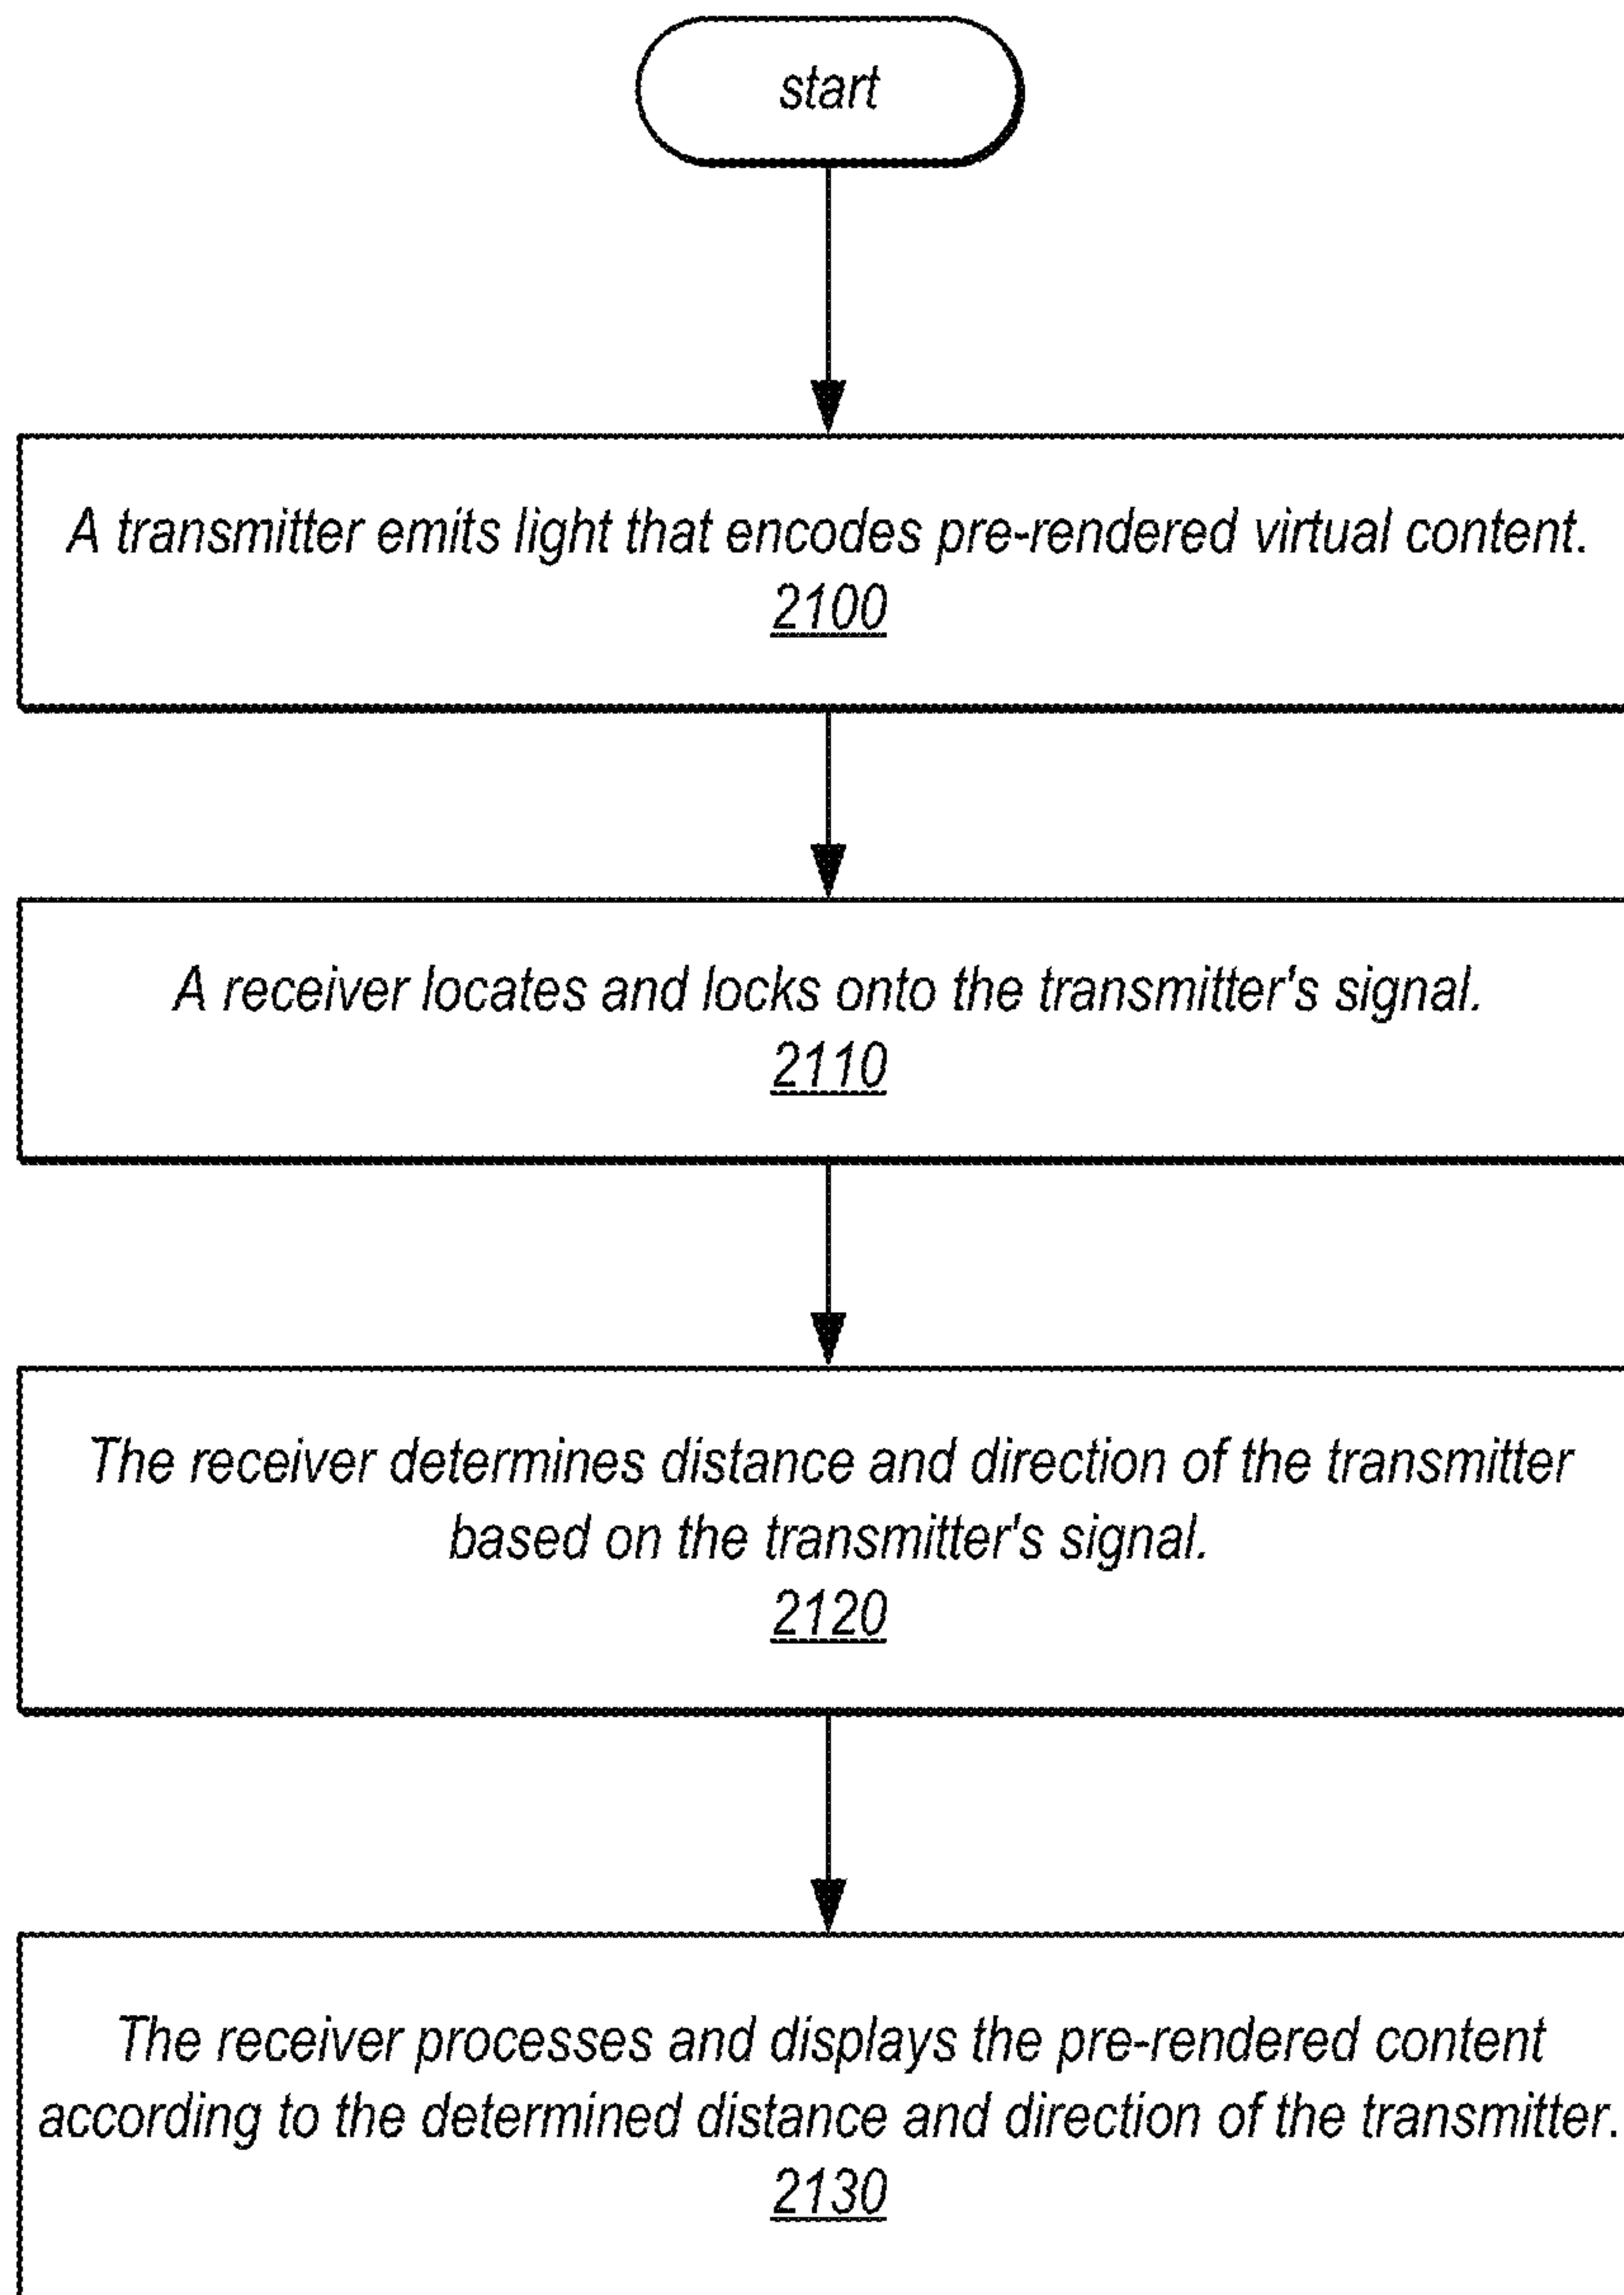 start
A transmitter emits light that encodes pre-rendered virtual content.
2100
A receiver locates and locks onto the transmitter's signal.
2110
The receiver determines distance and direction of the transmitter
based on the transmitter's signal.
2120
The receiver processes and displays the pre-rendered content
according to the determined distance and direction of the transmitter.
2130